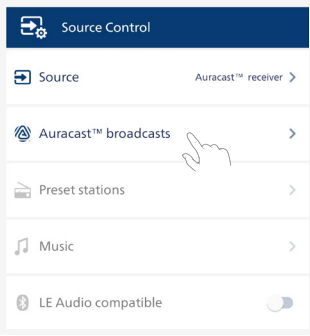 Source Control
Source Auracast™ receiver
Auracast™ broadcasts
Preset stations
Music
LE Audio compatible